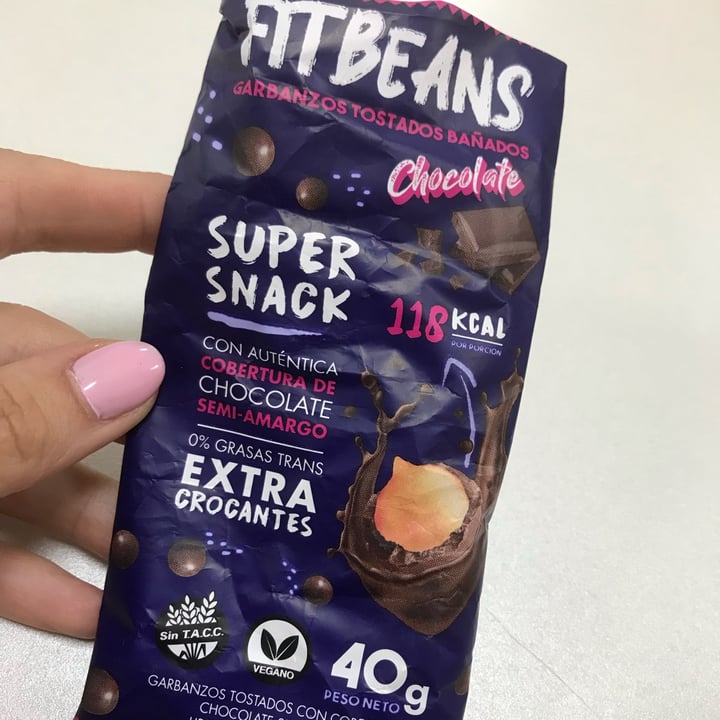 FITBEANS
GARBANZOS TOSTADOS BAÑADOS
Chocolate
SUPER
SNACK
118 KCAL
POR PORCIÓN
CON AUTÉNTICA
COBERTURA DE
CHOCOLATE
SEMI-AMARGO
0% GRASAS TRANS
EXTRA
CROCANTES
Sin T.A.C.C.
VEGANO
40g
PESO NETO
GARBANZOS TOSTADOS CON
CHOCOLATE